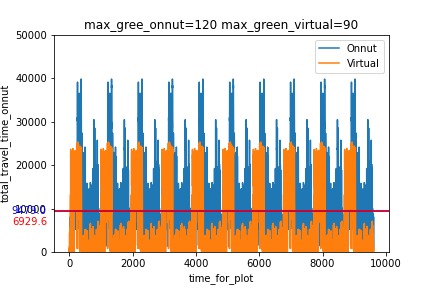 max_gree_onnut=120 max_green_virtual=90
Onnut
Virtual
total_travel_time_onnut
50000
40000
30000
20000
10000
6929.6
0
0
2000
4000
6000
8000
10000
time_for_plot